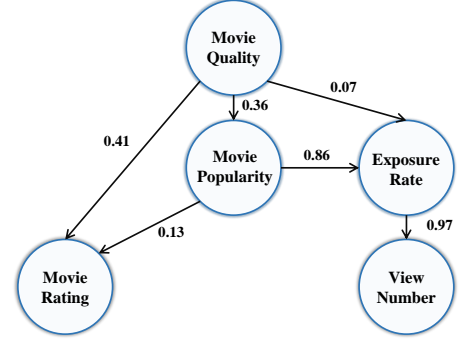 Movie
Quality
0.07
0.36
0.41
Movie
Popularity
0.86
Exposure
Rate
0.13
0.97
Movie
Rating
View
Number